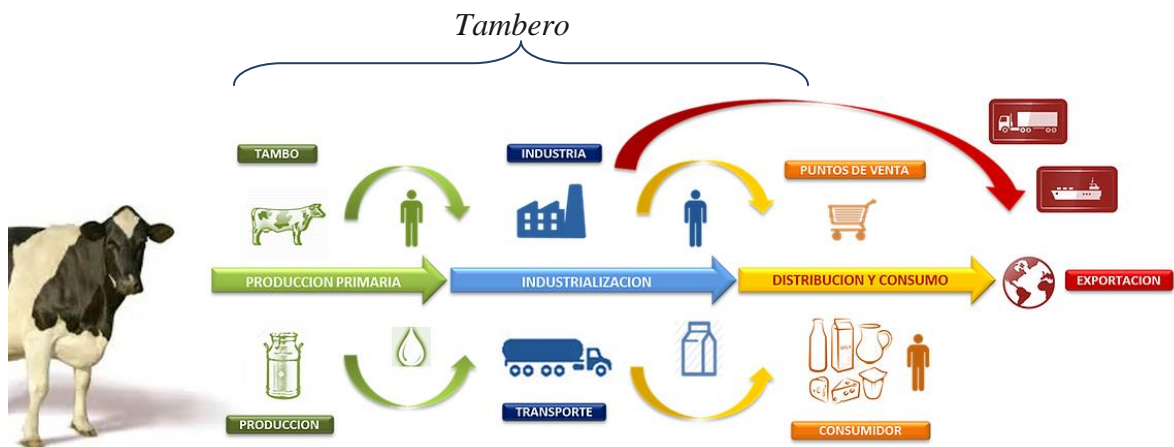 Tambero
TAMBO
INDUSTRIA
PUNTOS DE VENTA
PRODUCCION PRIMARIA
INDUSTRIALIZACION
DISTRIBUCION Y CONSUMO
EXPORTACION
PRODUCCION
TRANSPORTE
CONSUMIDOR